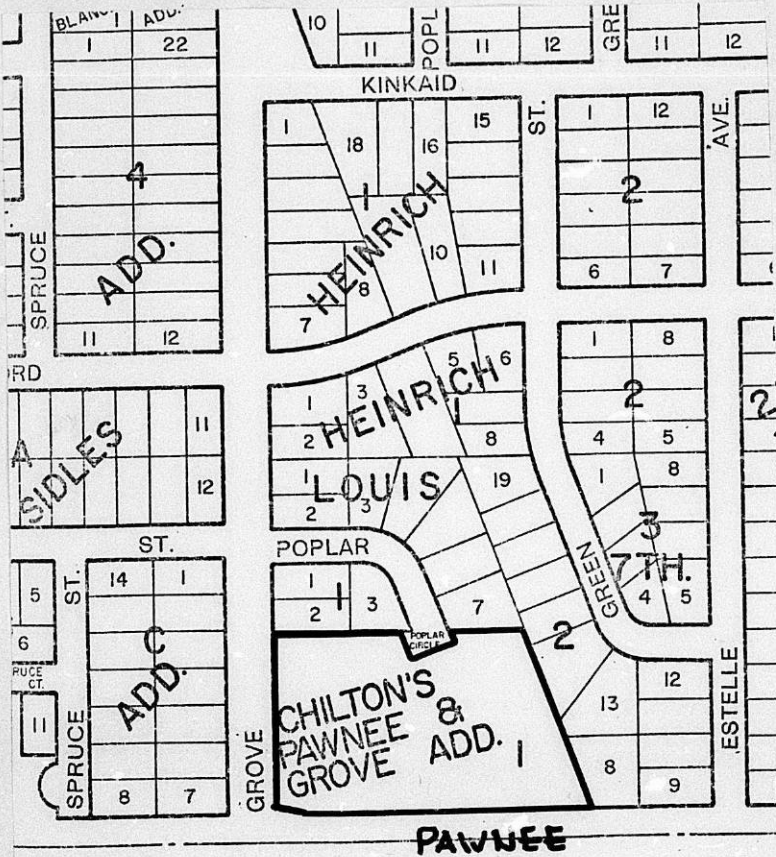 BLANC. 1 ADD.
1 22
10
11
POPL
11 12
GRE
11 12
KINKAID
ST.
AVE.
4
ADD.
SPRUCE
11 12
1
18
16
15
1
HEINRICH
10
11
8
7
1 12
2
6 7
RD
11
12
A
SIDLES
1
2
3
5
6
HEINRICH
1
8
1
2
3
LOUIS
19
1 8
2
4 5
1
8
3
7TH.
4 5
2
ST.
POPLAR
GREEN
1
2
1
3
7
POPLAR
CIRCLE
2
5
6
RUCE
CT.
11
ST.
SPRUCE
14 1
C
ADD.
8 7
GROVE
CHILTON'S
PAWNEE &
GROVE ADD.
1
13
12
8
9
ESTELLE
PAWNEE